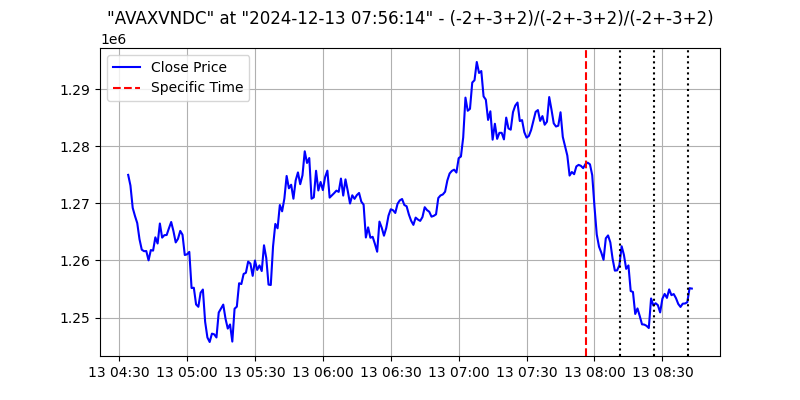 "AVAXVNDC" at "2024-12-13 07:56:14" - (-2+-3+2)/(-2+-3+2)/(-2+-3+2)
1e6
Close Price
Specific Time
1.29
1.28
1.27
1.26
1.25
13 04:30 13 05:00 13 05:30 13 06:00 13 06:30 13 07:00 13 07:30 13 08:00 13 08:30